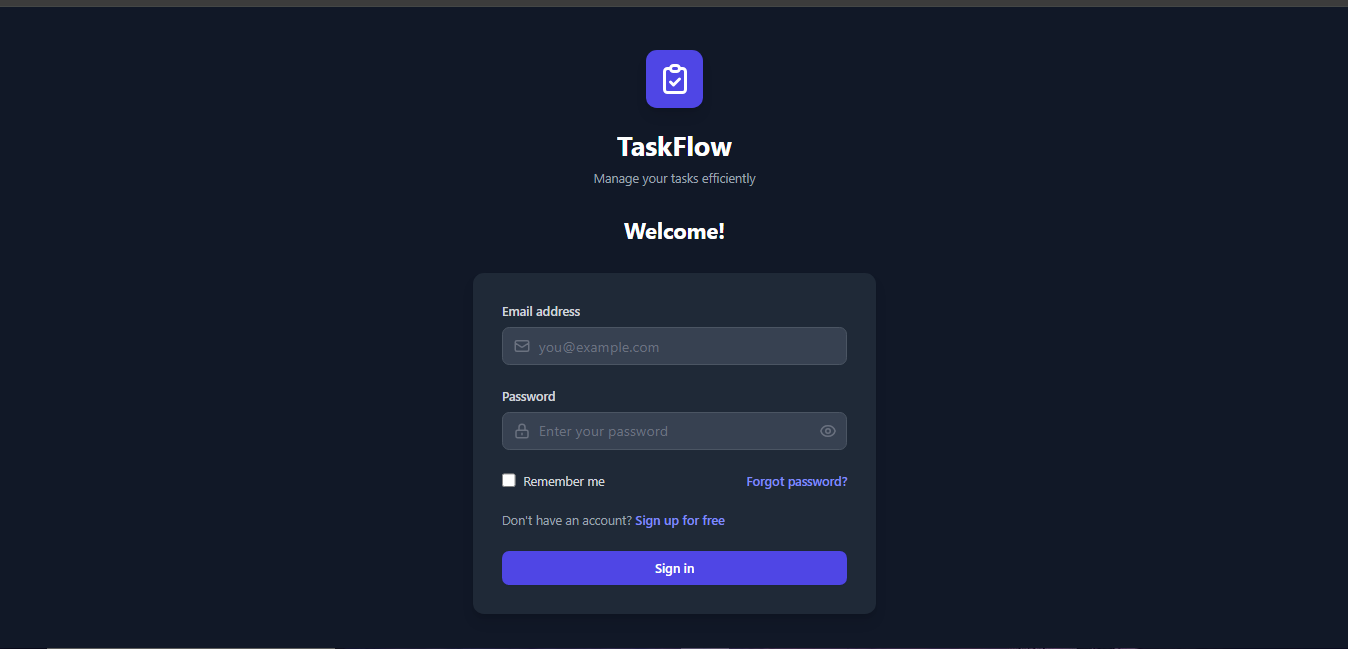 TaskFlow
Manage your tasks efficiently
Welcome!
Email address
you@example.com
Password
Enter your password
Remember me Forgot password?
Don't have an account? Sign up for free
Sign in